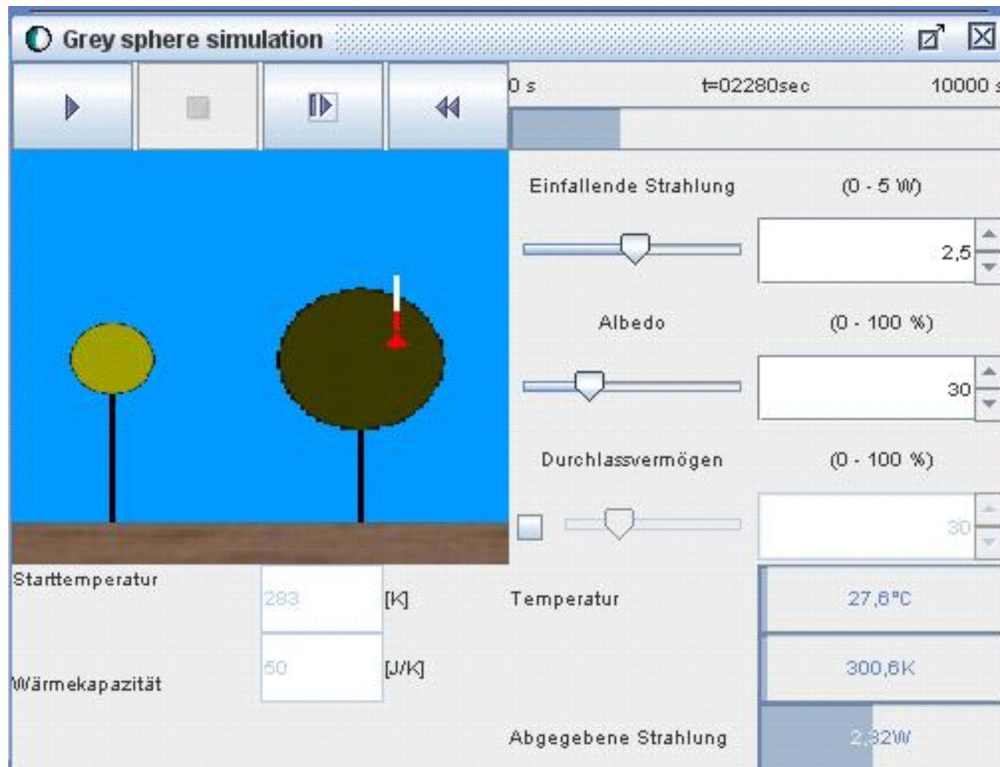 Grey sphere simulation
0 s t=02280sec 10000 s
Einfallende Strahlung (0 - 5 W)
2,5
Albedo (0 - 100 %)
30
Durchlassvermögen (0 - 100 %)
30
Starttemperatur 283 [K]
Temperatur 27,6°C
Wärmekapazität 50 [J/K]
300,6K
Abgegebene Strahlung 2,32W